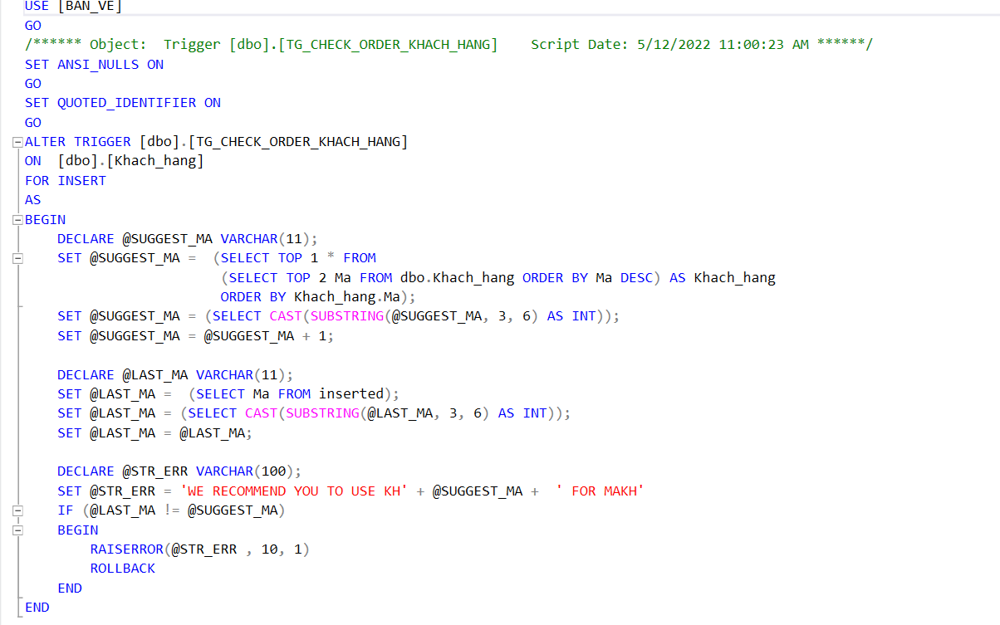 USE [BAN_VE]
GO
/****** Object:  Trigger [dbo].[TG_CHECK_ORDER_KHACH_HANG]    Script Date: 5/12/2022 11:00:23 AM ******/
SET ANSI_NULLS ON
GO
SET QUOTED_IDENTIFIER ON
GO
ALTER TRIGGER [dbo].[TG_CHECK_ORDER_KHACH_HANG]
ON  [dbo].[Khach_hang]
FOR INSERT
AS
BEGIN
    DECLARE @SUGGEST_MA VARCHAR(11);
    SET @SUGGEST_MA =  (SELECT TOP 1 * FROM
                        (SELECT TOP 2 Ma FROM dbo.Khach_hang ORDER BY Ma DESC) AS Khach_hang
                        ORDER BY Khach_hang.Ma);
    SET @SUGGEST_MA = (SELECT CAST(SUBSTRING(@SUGGEST_MA, 3, 6) AS INT));
    SET @SUGGEST_MA = @SUGGEST_MA + 1;

    DECLARE @LAST_MA VARCHAR(11);
    SET @LAST_MA =  (SELECT Ma FROM inserted);
    SET @LAST_MA = (SELECT CAST(SUBSTRING(@LAST_MA, 3, 6) AS INT));
    SET @LAST_MA = @LAST_MA;

    DECLARE @STR_ERR VARCHAR(100);
    SET @STR_ERR = 'WE RECOMMEND YOU TO USE KH' + @SUGGEST_MA +  ' FOR MAKH'
    IF (@LAST_MA != @SUGGEST_MA)
    BEGIN
        RAISERROR(@STR_ERR , 10, 1)
        ROLLBACK
    END
END